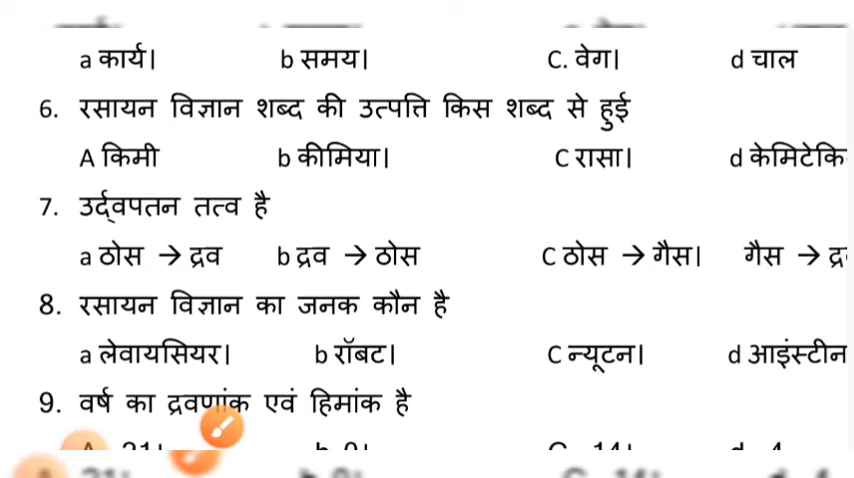 a कार्य। b समय। C. वेग। d चाल
6. रसायन विज्ञान शब्द की उत्पत्ति किस शब्द से हुई
A किमी b कीमिया। C रासा। d केमिटेकि
7. उर्द्वपतन तत्व है
a ठोस → द्रव b द्रव → ठोस C ठोस → गैस। गैस → द्र
8. रसायन विज्ञान का जनक कौन है
a लेवायसियर। b रॉबट। C न्यूटन। d आइंस्टीन
9. वर्ष का द्रवणांक एवं हिमांक है